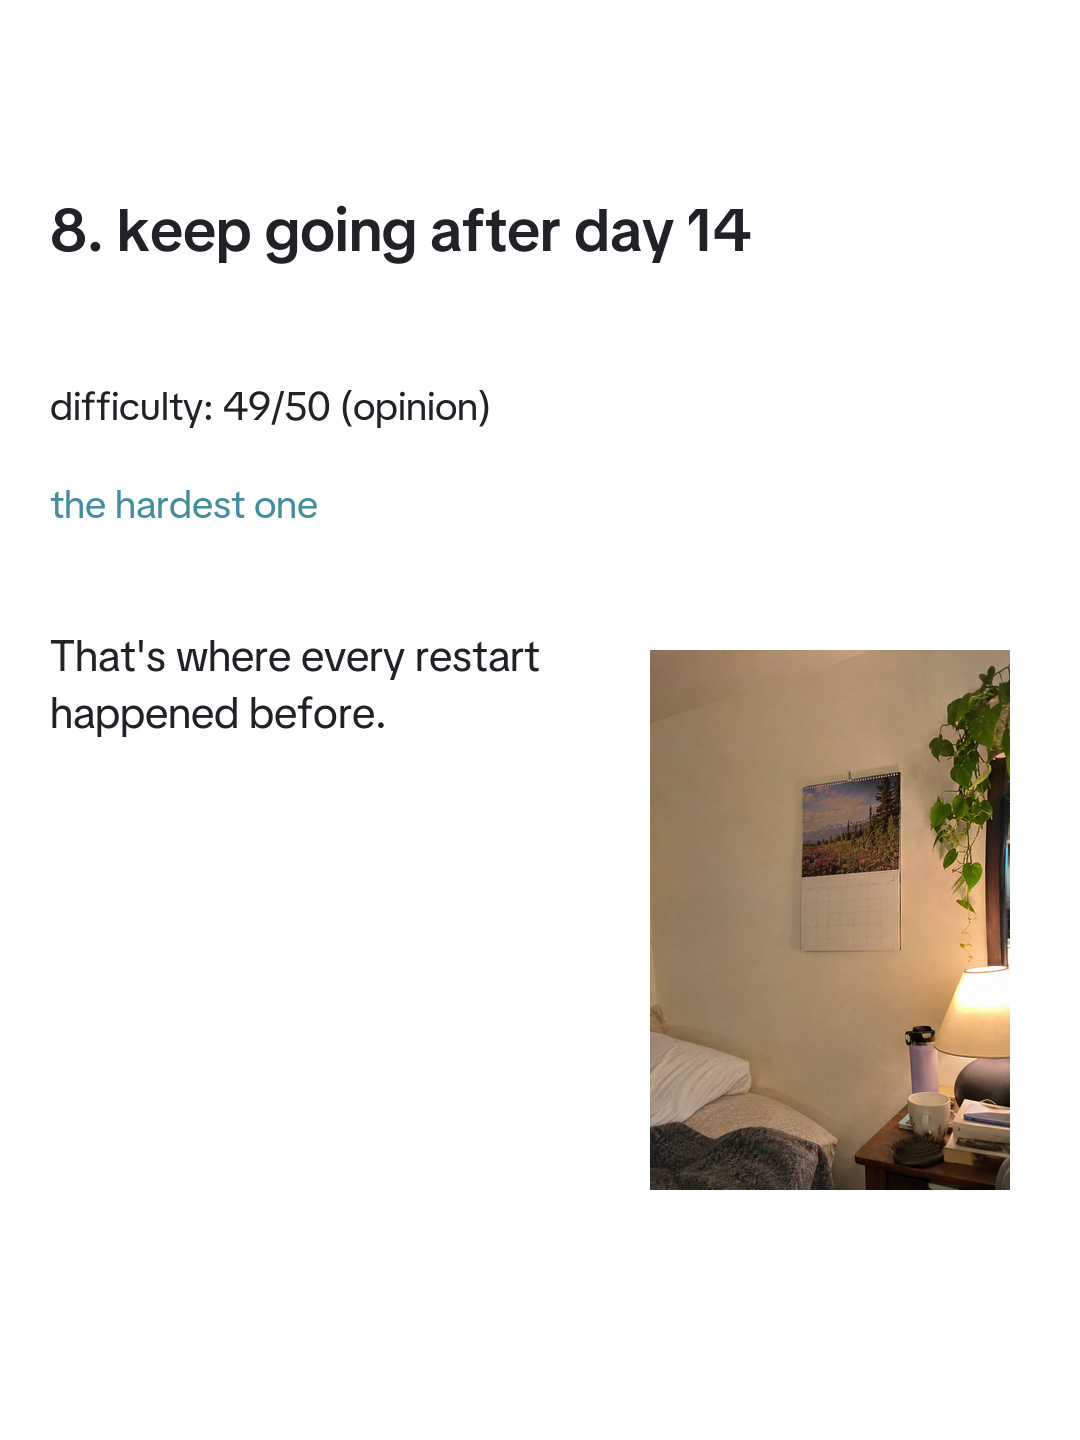 8. keep going after day 14
difficulty: 49/50 (opinion)
the hardest one
That's where every restart
happened before.